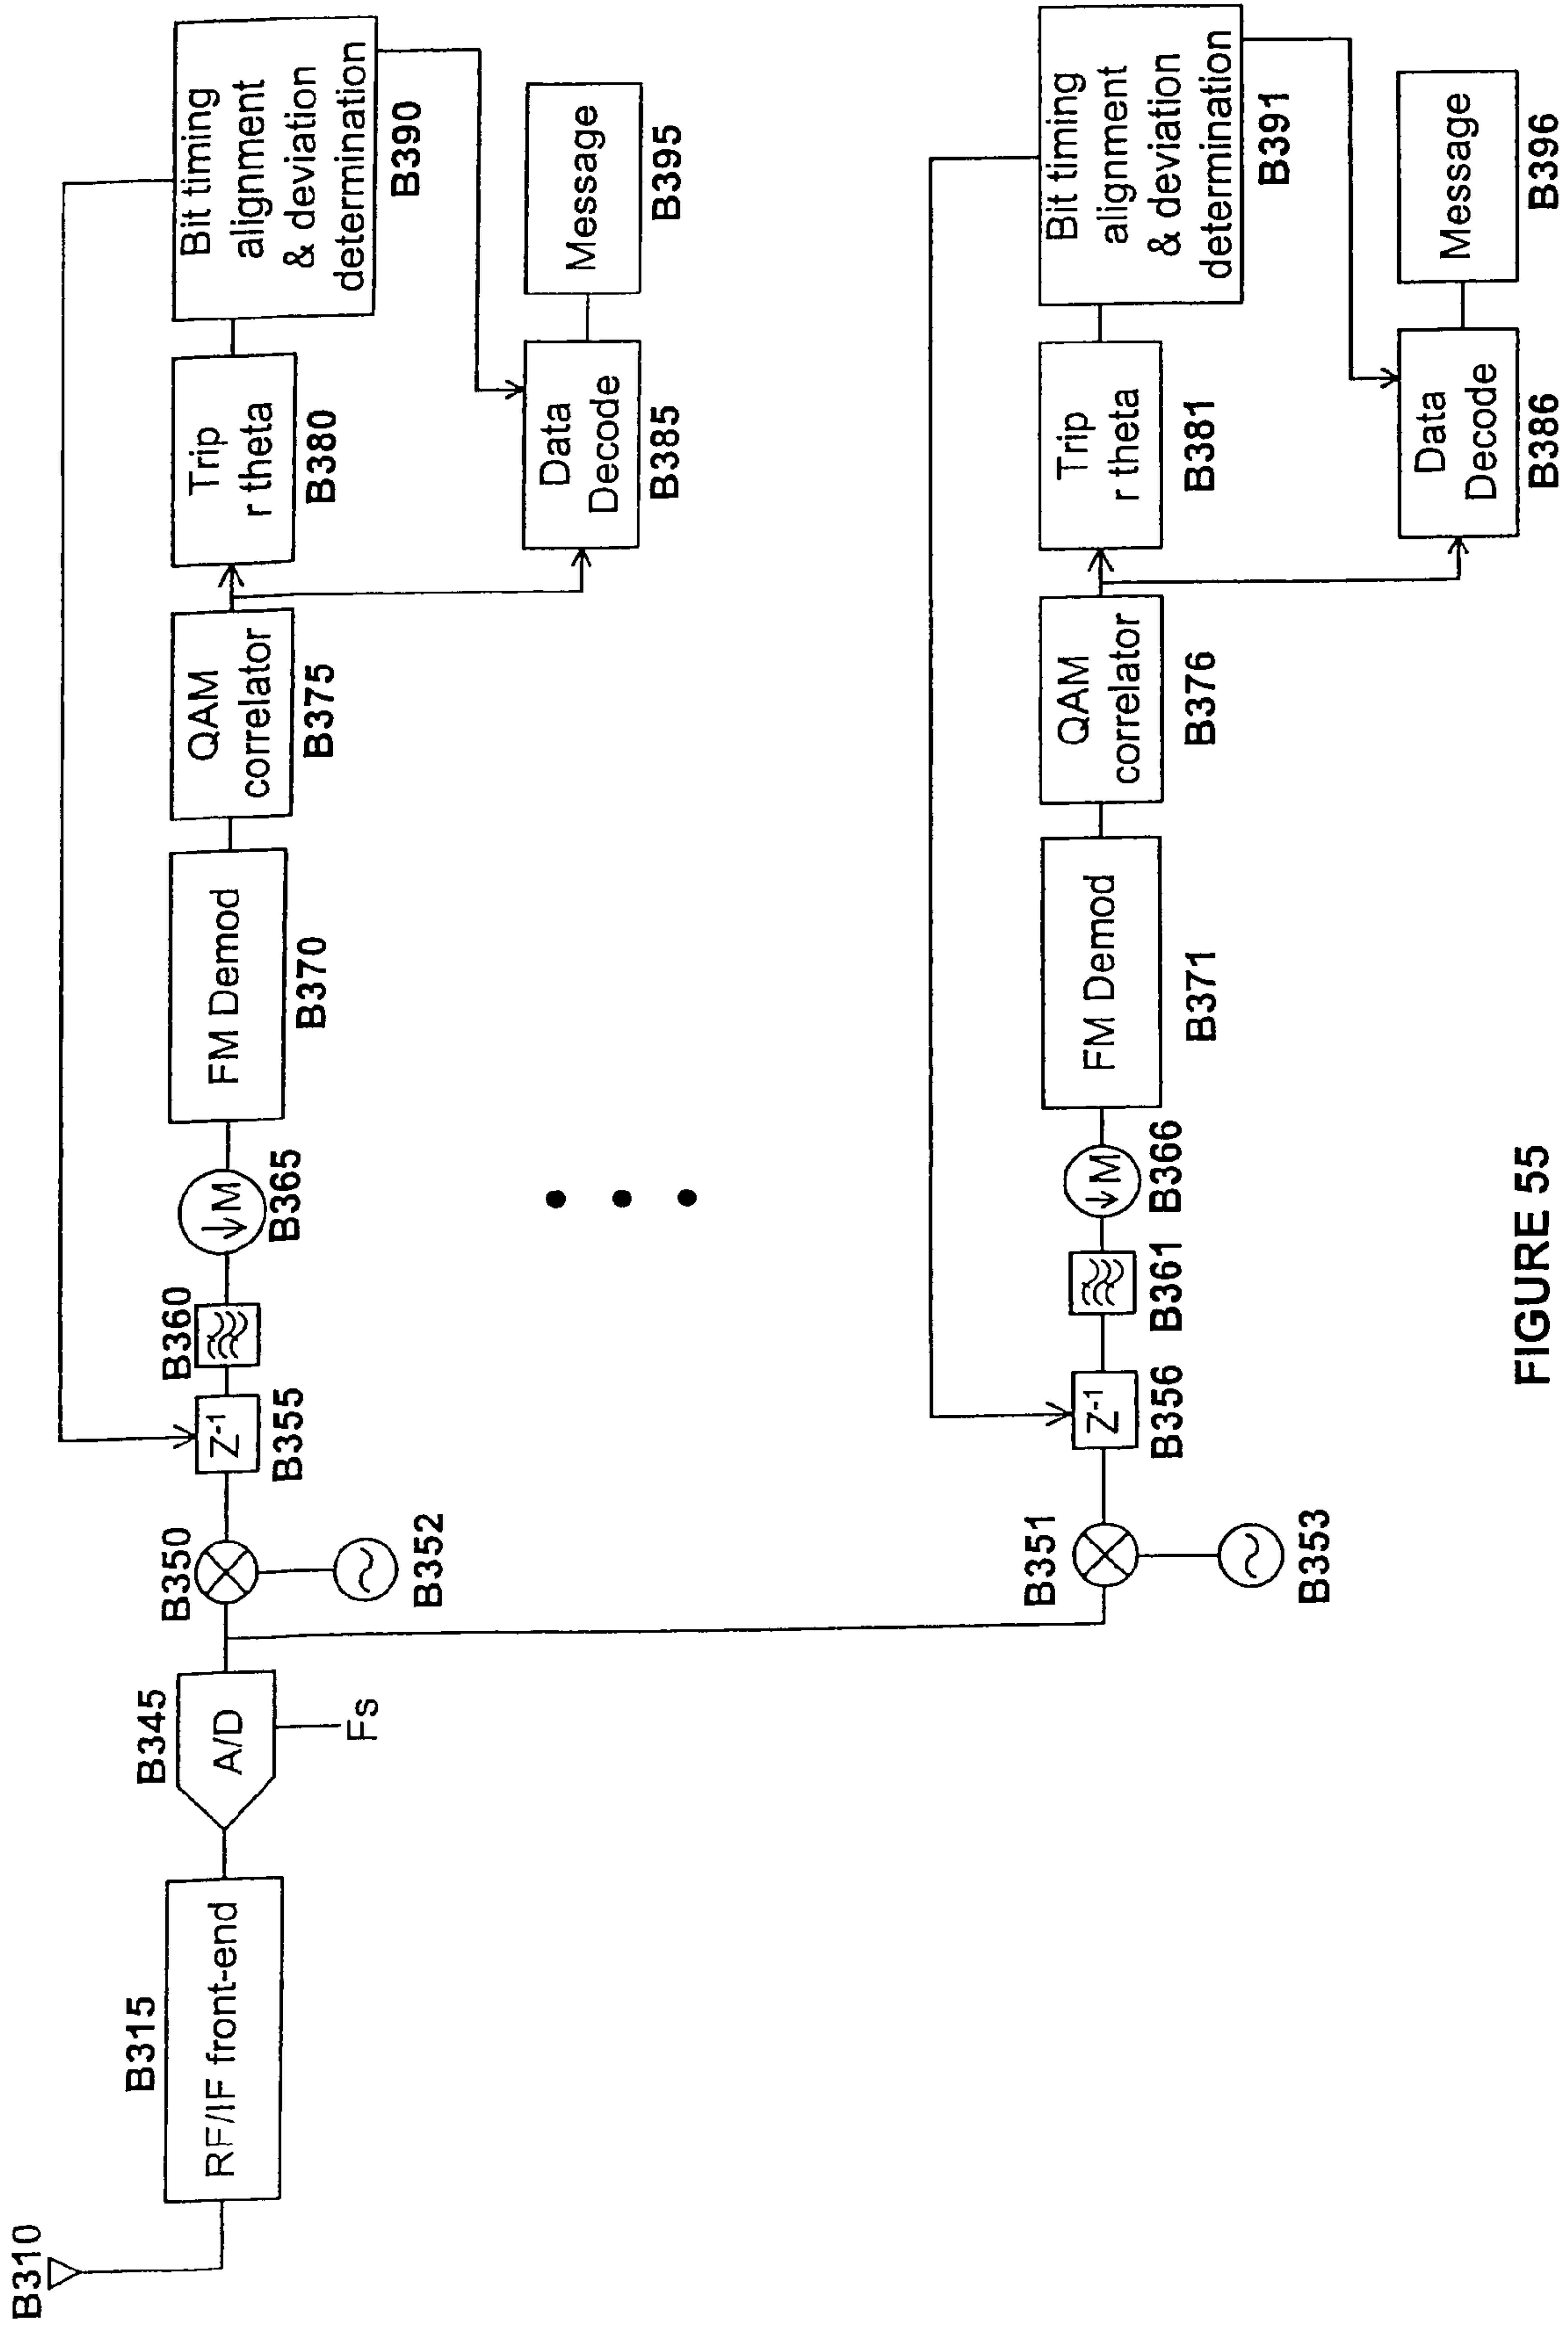 B310
B315
RF/IF front-end
B345
A/D
Fs
B350
B352
Z-1
B355
B360
↓M
B365
FM Demod
B370
QAM
correlator
B375
Trip
r theta
B380
Bit timing
alignment
& deviation
determination
B390
Data
Decode
B385
Message
B395
B351
B353
Z-1
B356
B361
↓M
B366
FM Demod
B371
QAM
correlator
B376
Trip
r theta
B381
Bit timing
alignment
& deviation
determination
B391
Data
Decode
B386
Message
B396
FIGURE 55